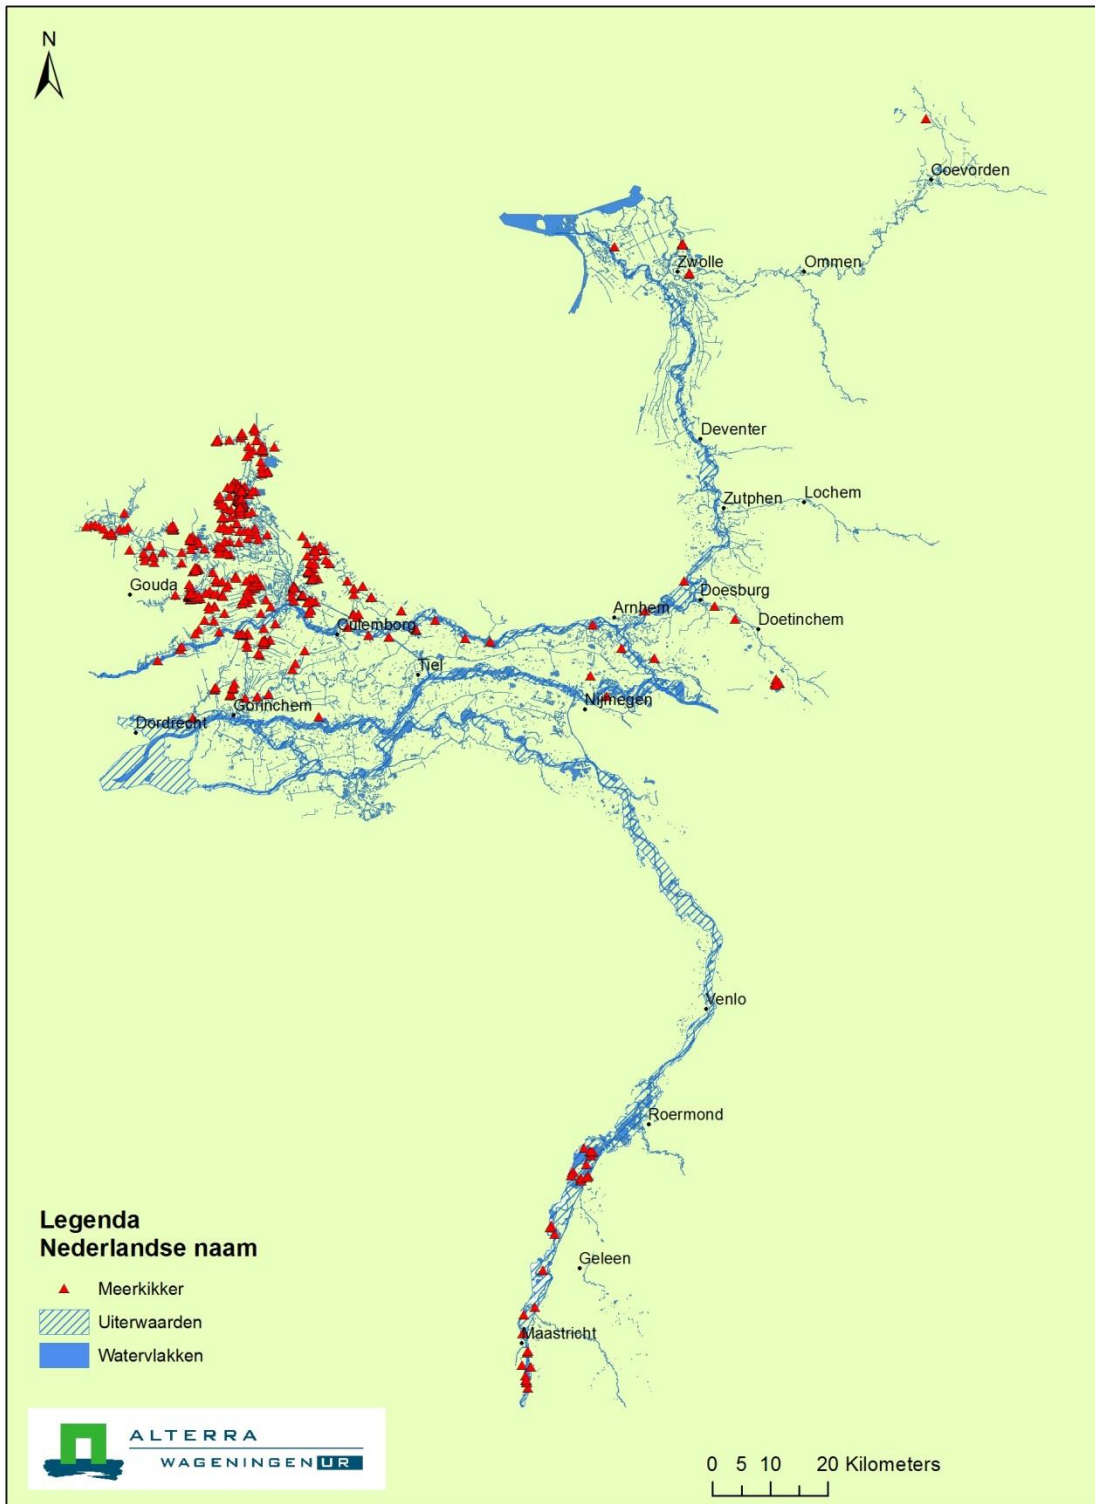 N
Coevorden
Zwolle
Ommen
Deventer
Zutphen
Lochem
Gouda
Doesburg
Arnhem
Doetinchem
Culemborg
Tiel
Nijmegen
Gorinchem
Dordrecht
Venlo
Roermond
Geleen
Maastricht
Legenda
Nederlandse naam
Meerkikker
Uiterwaarden
Watervlakken
ALTERRA
WAGENINGEN UR
0 5 10 20 Kilometers